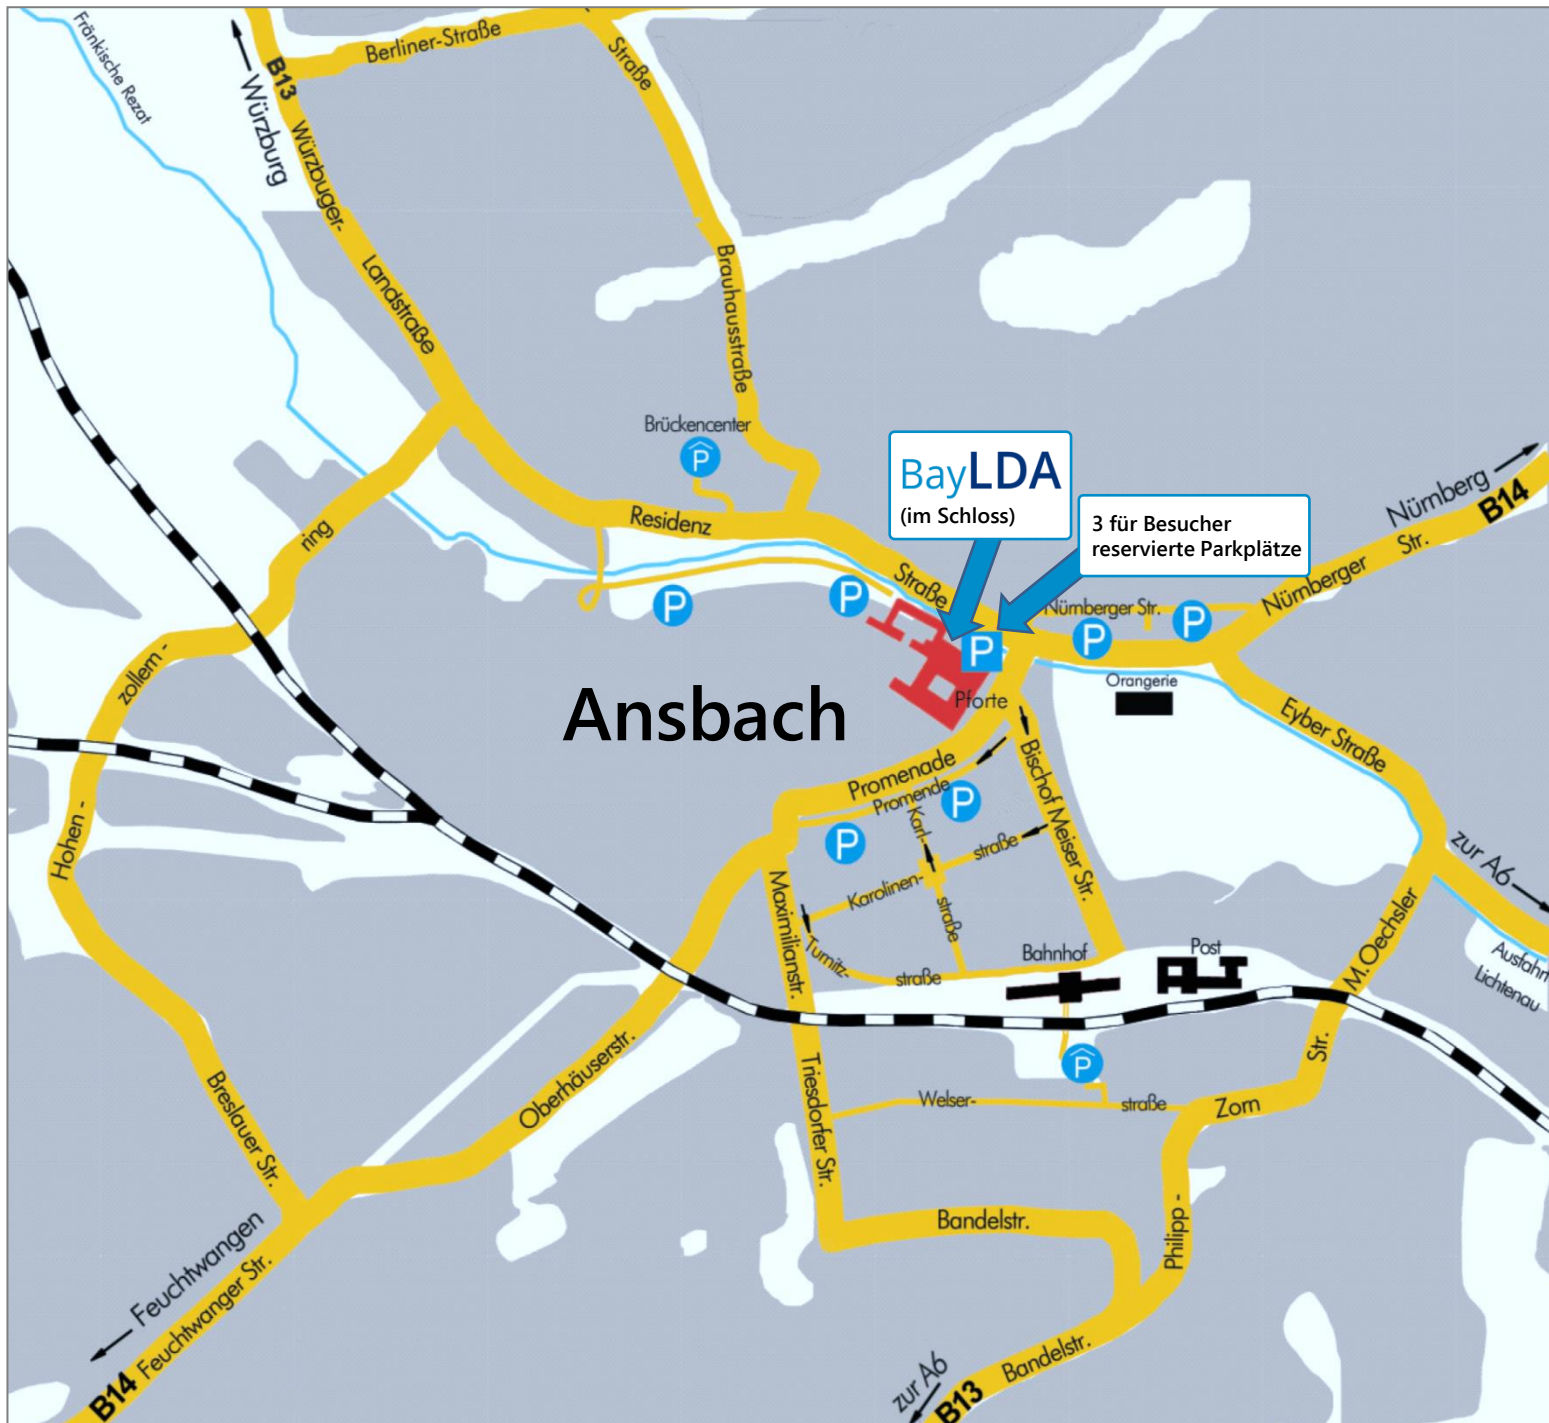 Fränkische Rezat
B13
Würzburg
Berliner-Straße
Straße
Würzbuger-
Landstraße
Brauhausstraße
Brückencenter
P
BayLDA
(im Schloss)
3 für Besucher
reservierte Parkplätze
Nürnberg
B14
Nürnberger
Str.
Residenz
Straße
ring
P
P
Nürnberger Str.
P
P
P
zollern -
Orangerie
Pforte
Ansbach
Eyber Straße
Promenade
Promende
P
P
Bischof Meiser Str.
Karl-
straße
Karolinen-
straße
Hohen -
Maximilianstr.
Turnitz-
straße
Bahnhof
Post
zur A6
M.Oechsler
Ausfahrt
Lichtenau
Str.
Oberhäuserstr.
Triesdorfer Str.
P
Welser-
straße
Zorn
Breslauer Str.
Bandelstr.
Philipp -
Feuchtwangen
Feuchtwanger Str.
B14
Bandelstr.
zur A6
B13